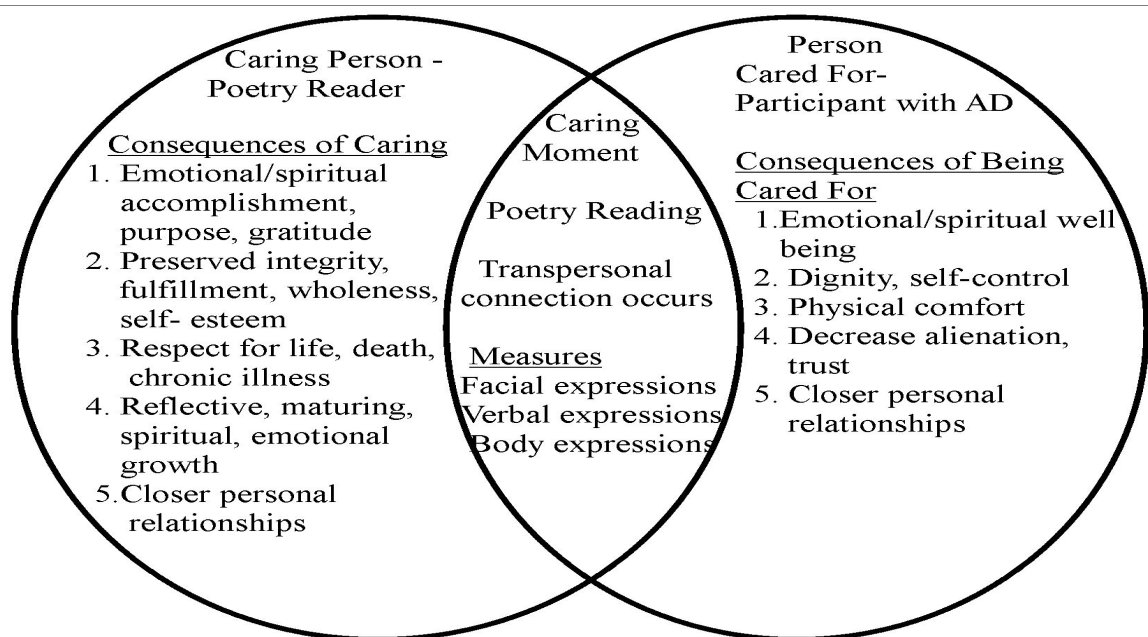 Caring Person -
Poetry Reader
Consequences of Caring
1. Emotional/spiritual
accomplishment,
purpose, gratitude
2. Preserved integrity,
fulfillment, wholeness,
self- esteem
3. Respect for life, death,
chronic illness
4. Reflective, maturing,
spiritual, emotional
growth
5.Closer personal
relationships
Caring
Moment
Poetry Reading
Transpersonal
connection occurs
Measures
Facial expressions
Verbal expressions
Body expressions
Person
Cared For-
Participant with AD
Consequences of Being
Cared For
1.Emotional/spiritual well
being
2. Dignity, self-control
3. Physical comfort
4. Decrease alienation,
trust
5. Closer personal
relationships